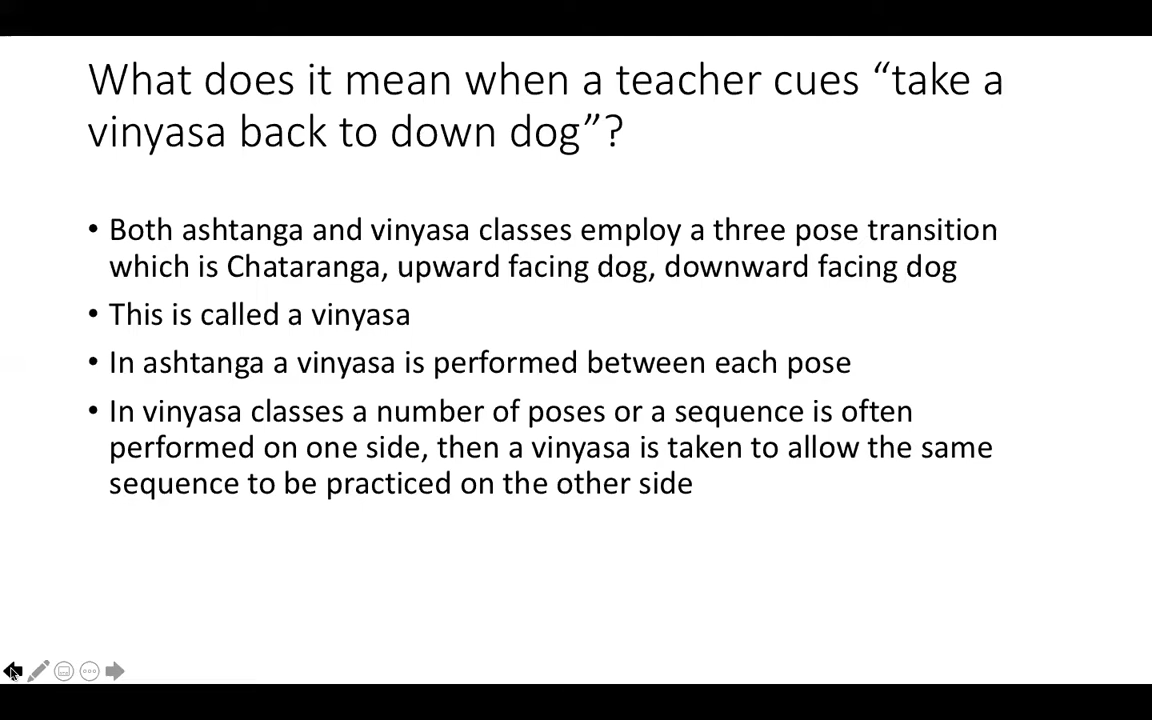 What does it mean when a teacher cues “take a
vinyasa back to down dog”?
• Both ashtanga and vinyasa classes employ a three pose transition
which is Chataranga, upward facing dog, downward facing dog
• This is called a vinyasa
• In ashtanga a vinyasa is performed between each pose
• In vinyasa classes a number of poses or a sequence is often
performed on one side, then a vinyasa is taken to allow the same
sequence to be practiced on the other side